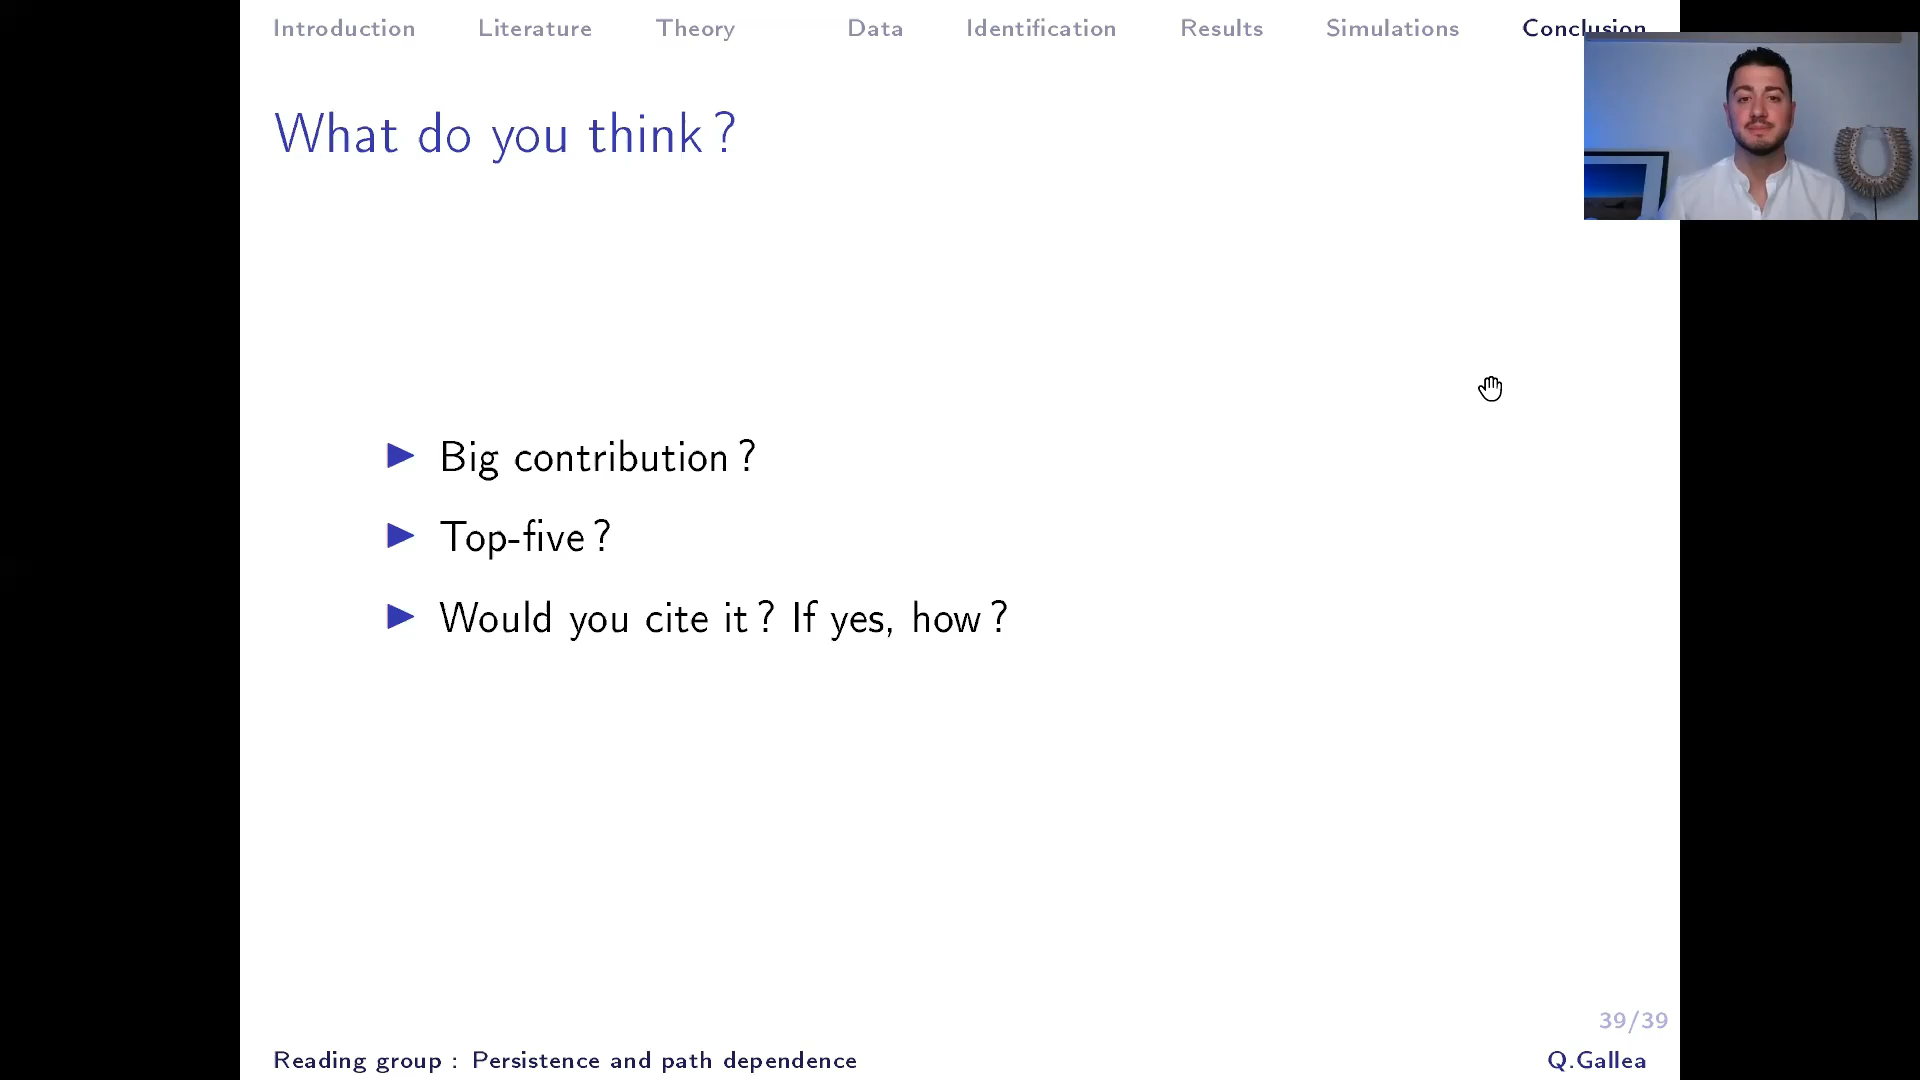 Introduction Literature Theory Data Identification Results Simulations Conclusion
What do you think ?
Big contribution ?
Top-five ?
Would you cite it ? If yes, how ?
39/39
Reading group : Persistence and path dependence Q.Gallea